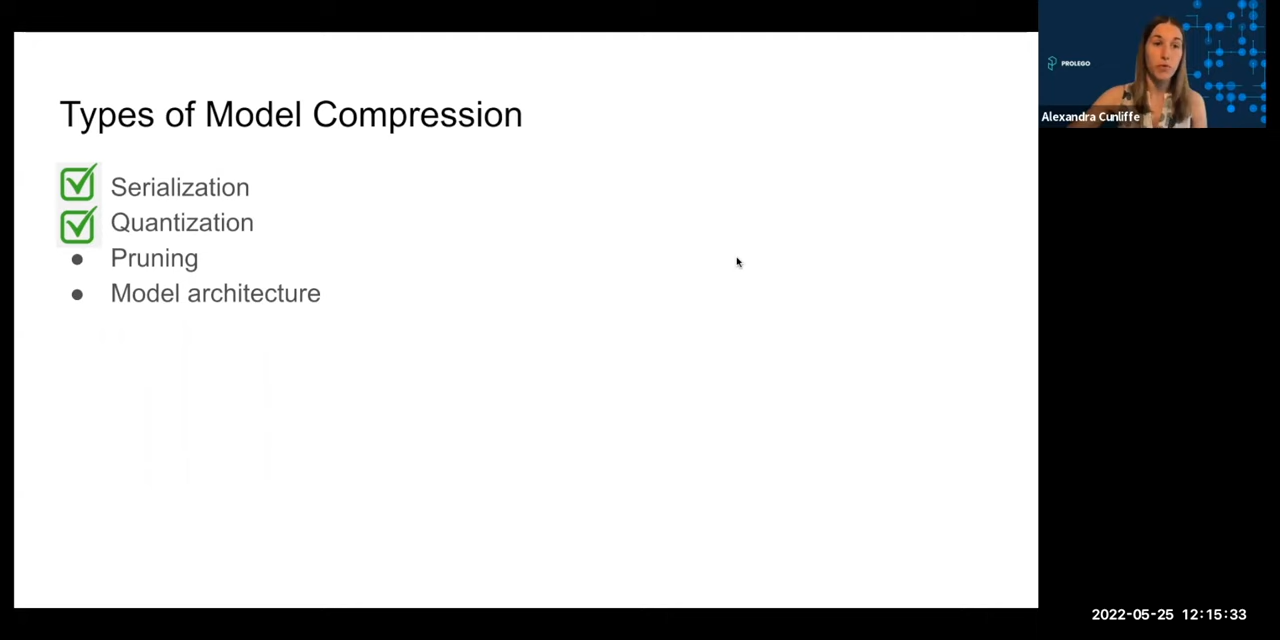 Types of Model Compression
Serialization
Quantization
Pruning
Model architecture
PROLEGO
Alexandra Cunliffe
2022-05-25 12:15:33